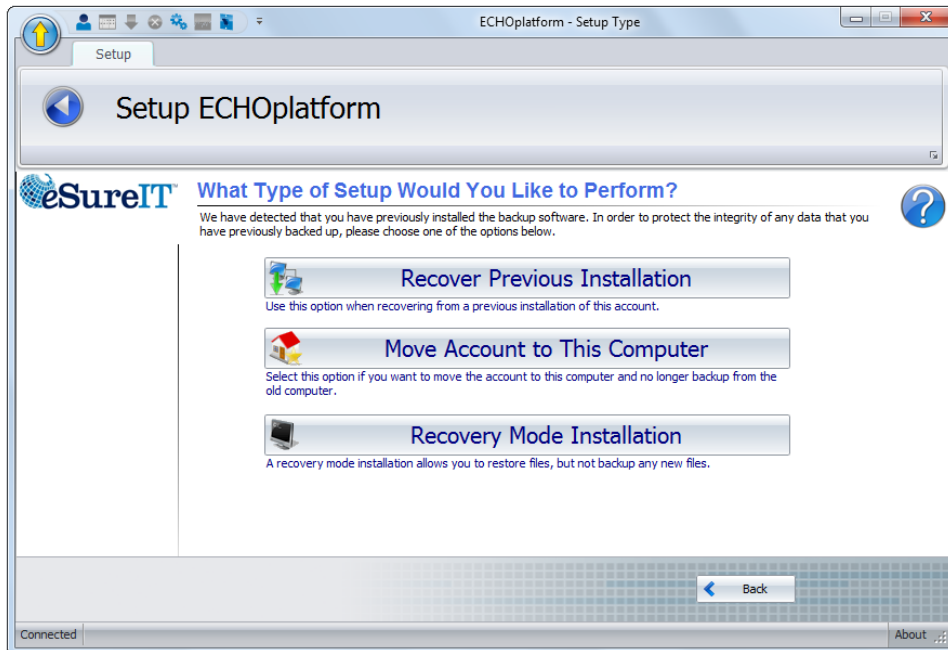 ECHOplatform - Setup Type
Setup
Setup ECHOplatform
eSureIT™
What Type of Setup Would You Like to Perform?
We have detected that you have previously installed the backup software. In order to protect the integrity of any data that you
have previously backed up, please choose one of the options below.
Recover Previous Installation
Use this option when recovering from a previous installation of this account.
Move Account to This Computer
Select this option if you want to move the account to this computer and no longer backup from the
old computer.
Recovery Mode Installation
A recovery mode installation allows you to restore files, but not backup any new files.
Back
Connected
About